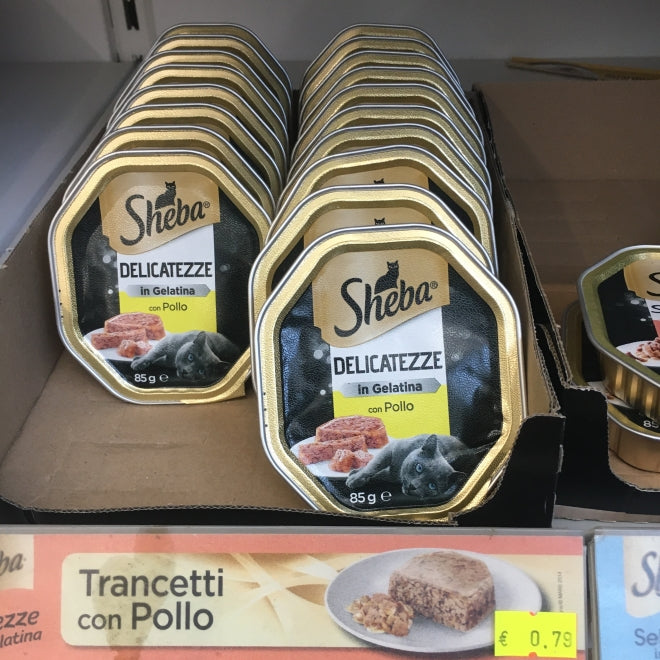 Sheba®
DELICATEZZE
in Gelatina
con Pollo
85g e
Sheba®
DELICATEZZE
in Gelatina
con Pollo
85g e
Trancetti
con Pollo
€ 0.79